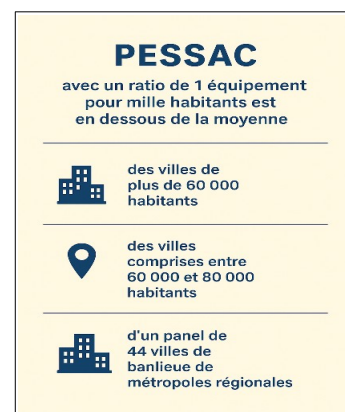 PESSAC
avec un ratio de 1 équipement
pour mille habitants est
en dessous de la moyenne
des villes de
plus de 60 000
habitants
des villes
comprises entre
60 000 et 80 000
habitants
d'un panel de
44 villes de
banlieue de
métropoles régionales